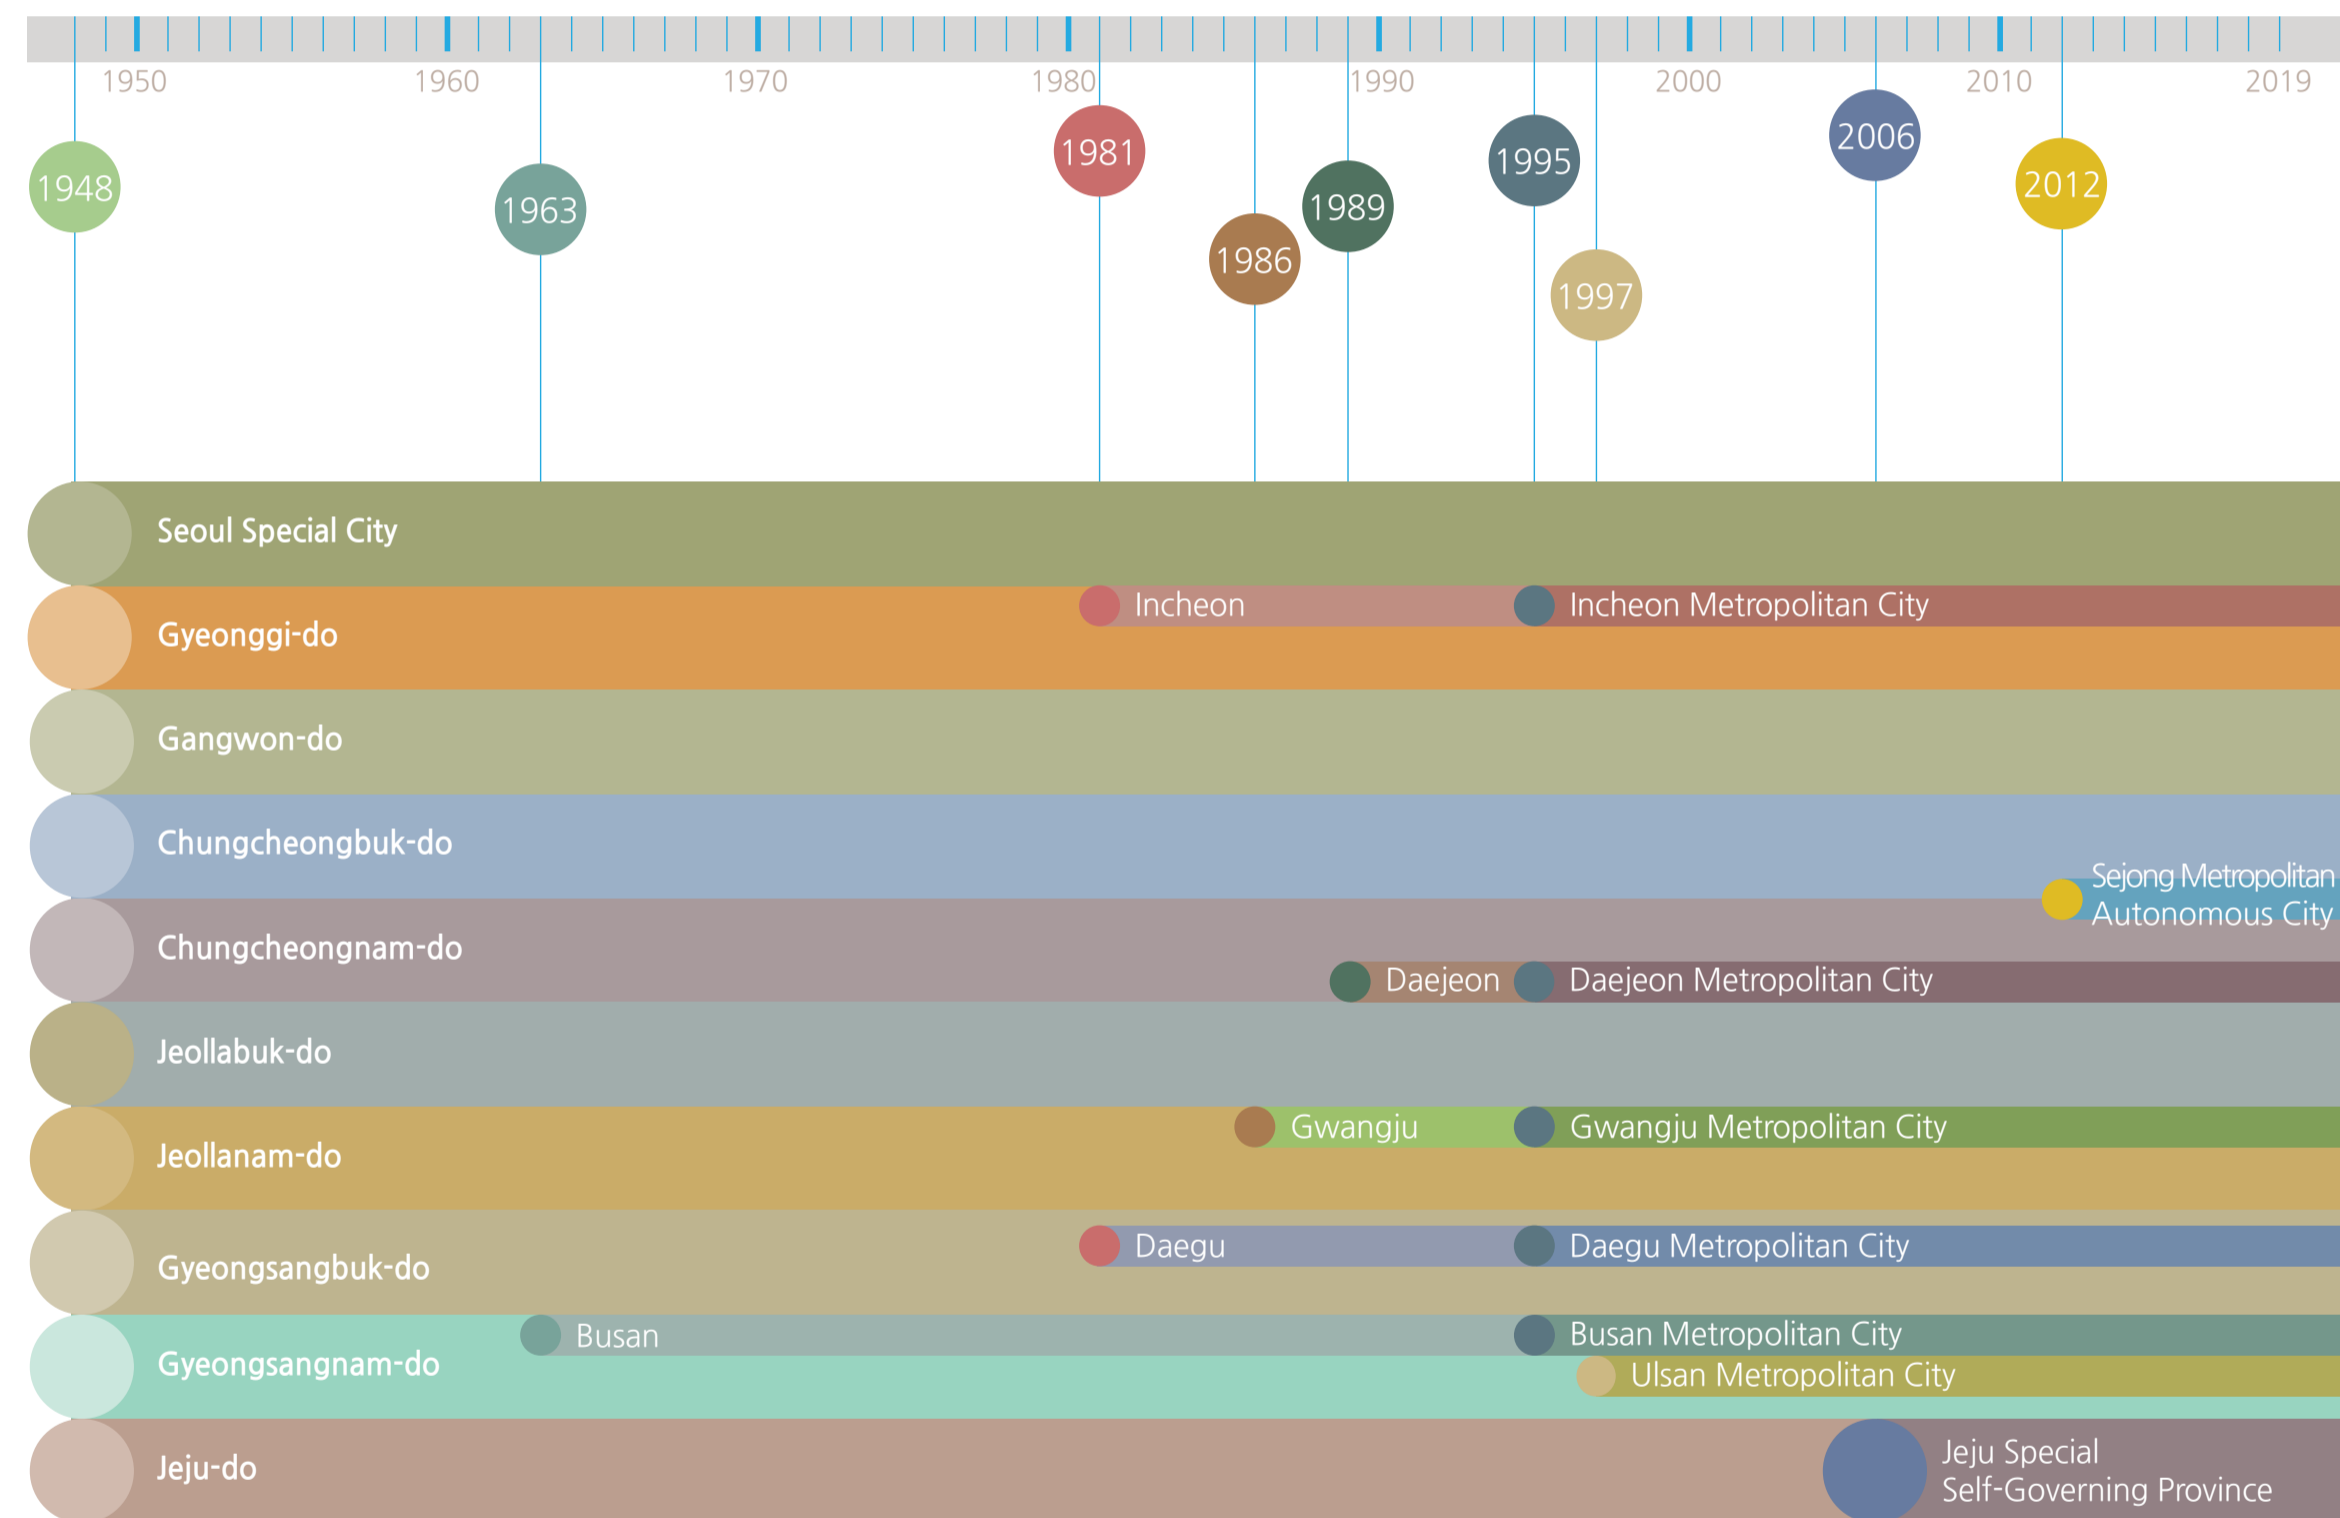 1950 1960 1970 1980 1990 2000 2010 2019
1948
1963
1981
1986
1989
1995
1997
2006
2012
Seoul Special City
Gyeonggi-do
Incheon
Incheon Metropolitan City
Gangwon-do
Chungcheongbuk-do
Sejong Metropolitan
Autonomous City
Chungcheongnam-do
Daejeon
Daejeon Metropolitan City
Jeollabuk-do
Jeollanam-do
Gwangju
Gwangju Metropolitan City
Gyeongsangbuk-do
Daegu
Daegu Metropolitan City
Gyeongsangnam-do
Busan
Busan Metropolitan City
Ulsan Metropolitan City
Jeju-do
Jeju Special
Self-Governing Province